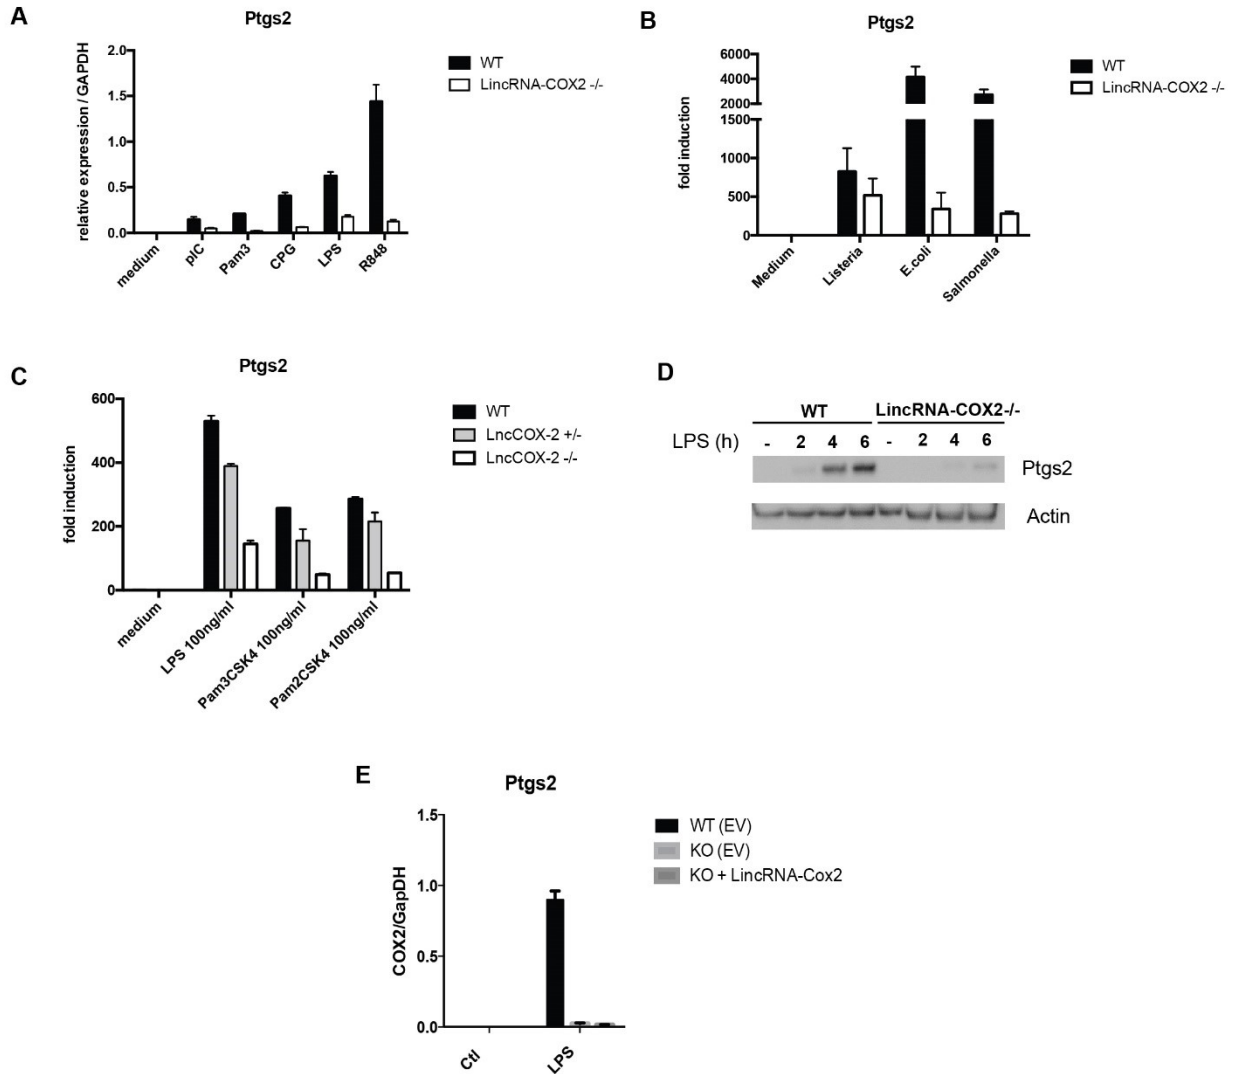 A
Ptgs2
relative expression / GAPDH
2.0
1.5
1.0
0.5
0.0
medium
pIC
Pam3
CPG
LPS
R848
WT
LincRNA-COX2 -/-
B
Ptgs2
fold induction
6000
4000
2000
1500
1000
500
0
Medium
Listeria
E.coli
Salmonella
WT
LincRNA-COX2 -/-
C
Ptgs2
fold induction
600
400
200
0
medium
LPS 100ng/ml
Pam3CSK4 100ng/ml
Pam2CSK4 100ng/ml
WT
LncCOX-2 +/-
LncCOX-2 -/-
D
WT LincRNA-COX2-/-
LPS (h) - 2 4 6 - 2 4 6
Ptgs2
Actin
E
Ptgs2
COX2/GapDH
1.5
1.0
0.5
0.0
Ctl
LPS
WT (EV)
KO (EV)
KO + LincRNA-Cox2